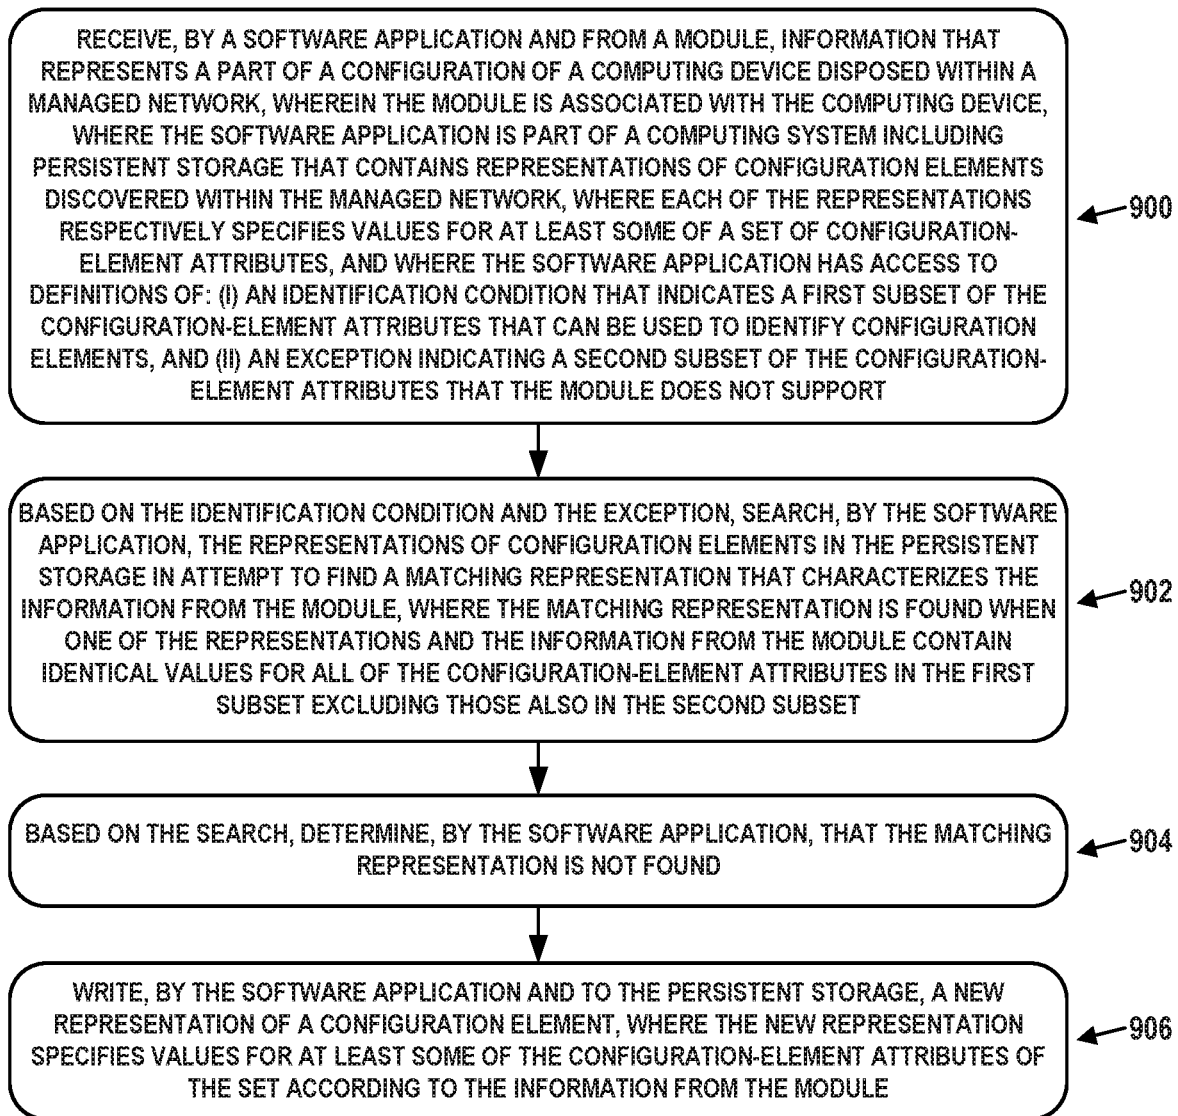 RECEIVE, BY A SOFTWARE APPLICATION AND FROM A MODULE, INFORMATION THAT
REPRESENTS A PART OF A CONFIGURATION OF A COMPUTING DEVICE DISPOSED WITHIN A
MANAGED NETWORK, WHEREIN THE MODULE IS ASSOCIATED WITH THE COMPUTING DEVICE,
WHERE THE SOFTWARE APPLICATION IS PART OF A COMPUTING SYSTEM INCLUDING
PERSISTENT STORAGE THAT CONTAINS REPRESENTATIONS OF CONFIGURATION ELEMENTS
DISCOVERED WITHIN THE MANAGED NETWORK, WHERE EACH OF THE REPRESENTATIONS
RESPECTIVELY SPECIFIES VALUES FOR AT LEAST SOME OF A SET OF CONFIGURATION-
ELEMENT ATTRIBUTES, AND WHERE THE SOFTWARE APPLICATION HAS ACCESS TO
DEFINITIONS OF: (I) AN IDENTIFICATION CONDITION THAT INDICATES A FIRST SUBSET OF THE
CONFIGURATION-ELEMENT ATTRIBUTES THAT CAN BE USED TO IDENTIFY CONFIGURATION
ELEMENTS, AND (II) AN EXCEPTION INDICATING A SECOND SUBSET OF THE CONFIGURATION-
ELEMENT ATTRIBUTES THAT THE MODULE DOES NOT SUPPORT
900
BASED ON THE IDENTIFICATION CONDITION AND THE EXCEPTION, SEARCH, BY THE SOFTWARE
APPLICATION, THE REPRESENTATIONS OF CONFIGURATION ELEMENTS IN THE PERSISTENT
STORAGE IN ATTEMPT TO FIND A MATCHING REPRESENTATION THAT CHARACTERIZES THE
INFORMATION FROM THE MODULE, WHERE THE MATCHING REPRESENTATION IS FOUND WHEN
ONE OF THE REPRESENTATIONS AND THE INFORMATION FROM THE MODULE CONTAIN
IDENTICAL VALUES FOR ALL OF THE CONFIGURATION-ELEMENT ATTRIBUTES IN THE FIRST
SUBSET EXCLUDING THOSE ALSO IN THE SECOND SUBSET
902
BASED ON THE SEARCH, DETERMINE, BY THE SOFTWARE APPLICATION, THAT THE MATCHING
REPRESENTATION IS NOT FOUND
904
WRITE, BY THE SOFTWARE APPLICATION AND TO THE PERSISTENT STORAGE, A NEW
REPRESENTATION OF A CONFIGURATION ELEMENT, WHERE THE NEW REPRESENTATION
SPECIFIES VALUES FOR AT LEAST SOME OF THE CONFIGURATION-ELEMENT ATTRIBUTES OF
THE SET ACCORDING TO THE INFORMATION FROM THE MODULE
906